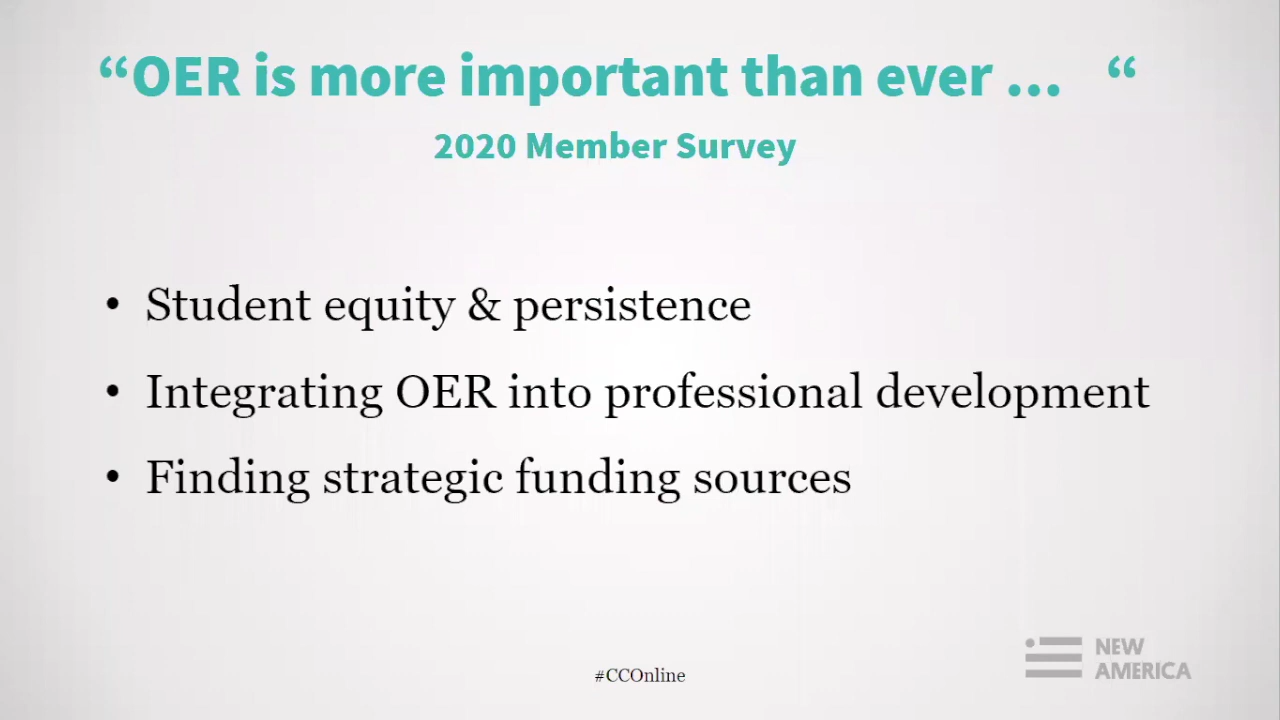 “OER is more important than ever ... “
2020 Member Survey
• Student equity & persistence
• Integrating OER into professional development
• Finding strategic funding sources
#CCOnline
NEW
AMERICA